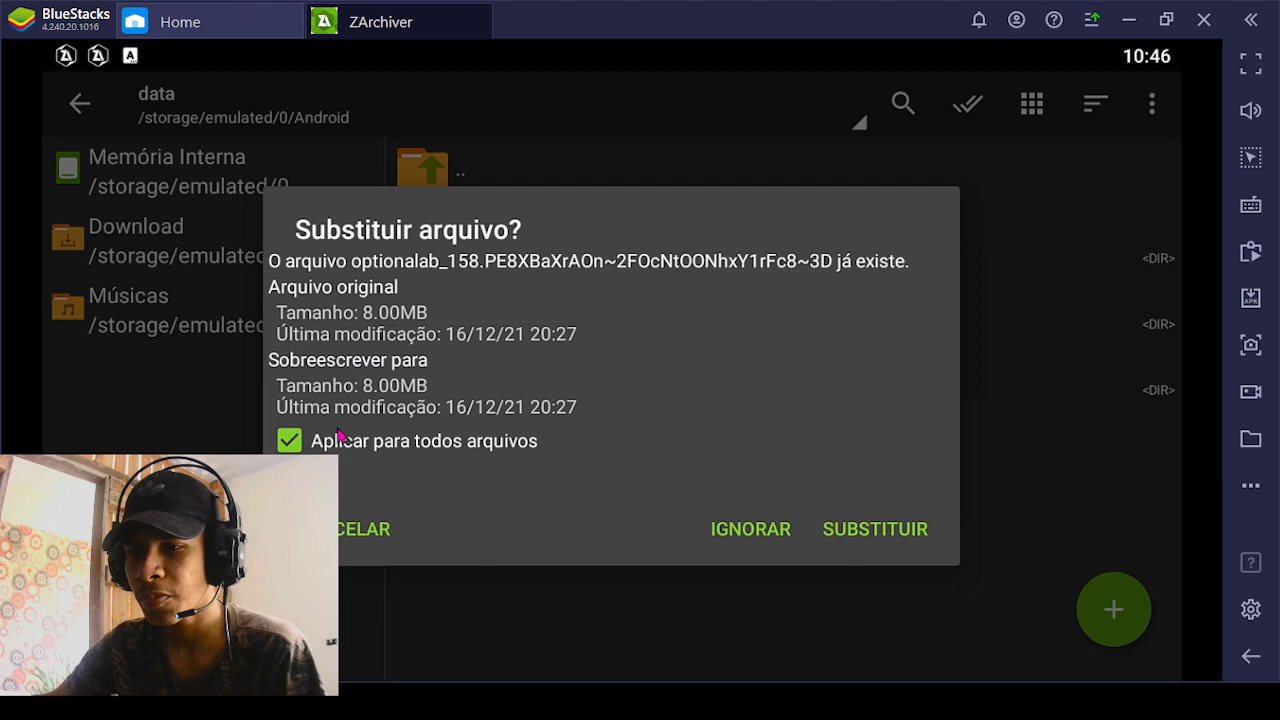 BlueStacks
4.240.20.1016
Home
ZArchiver
10:46
data
/storage/emulated/0/Android
Memória Interna
/storage/emulated/0
..
Download
/storage/emulated
Músicas
/storage/emulated
<DIR>
<DIR>
<DIR>
Substituir arquivo?
O arquivo optionalab_158.PE8XBaXrAOn~2FOcNtOONhxY1rFc8~3D já existe.
Arquivo original
Tamanho: 8.00MB
Última modificação: 16/12/21 20:27
Sobreescrever para
Tamanho: 8.00MB
Última modificação: 16/12/21 20:27
Aplicar para todos arquivos
CELAR
IGNORAR
SUBSTITUIR